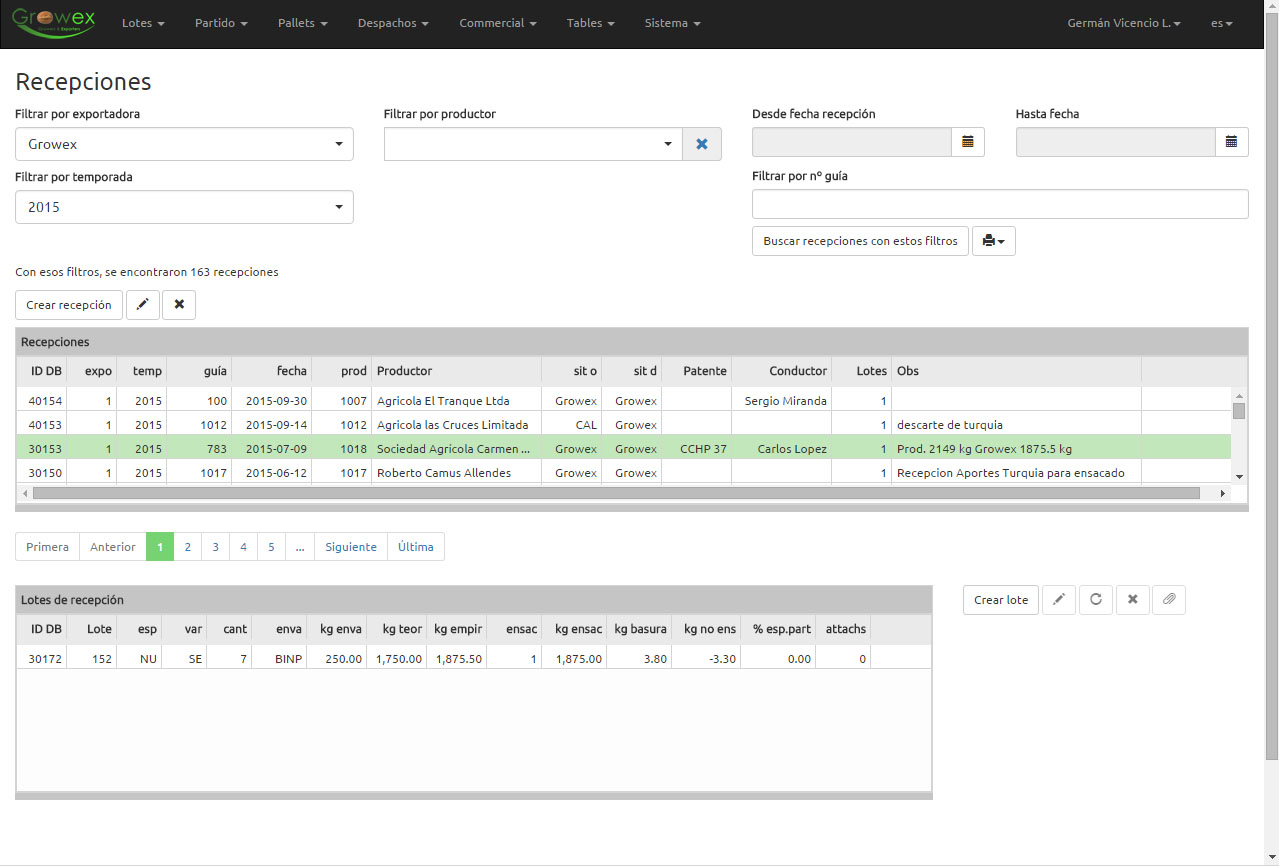 Growex Lotes Partido Pallets Despachos Commercial Tables Sistema Germán Vicencio L. es
Recepciones
Filtrar por exportadora Filtrar por productor Desde fecha recepción Hasta fecha
Growex
Filtrar por temporada Filtrar por nº guía
2015
Buscar recepciones con estos filtros
Con esos filtros, se encontraron 163 recepciones
Crear recepción
Recepciones
ID DB expo temp guía fecha prod Productor sit o sit d Patente Conductor Lotes Obs
40154 1 2015 100 2015-09-30 1007 Agricola El Tranque Ltda Growex Growex Sergio Miranda 1
40153 1 2015 1012 2015-09-14 1012 Agricola las Cruces Limitada CAL Growex 1 descarte de turquia
30153 1 2015 783 2015-07-09 1018 Sociedad Agrícola Carmen ... Growex Growex CCHP 37 Carlos Lopez 1 Prod. 2149 kg Growex 1875.5 kg
30150 1 2015 1017 2015-06-12 1017 Roberto Camus Allendes Growex Growex 1 Recepcion Aportes Turquia para ensacado
Primera Anterior 1 2 3 4 5 ... Siguiente Última
Lotes de recepción Crear lote
ID DB Lote esp var cant enva kg enva kg teor kg empir ensac kg ensac kg basura kg no ens % esp.part attachs
30172 152 NU SE 7 BINP 250.00 1,750.00 1,875.50 1 1,875.00 3.80 -3.30 0.00 0